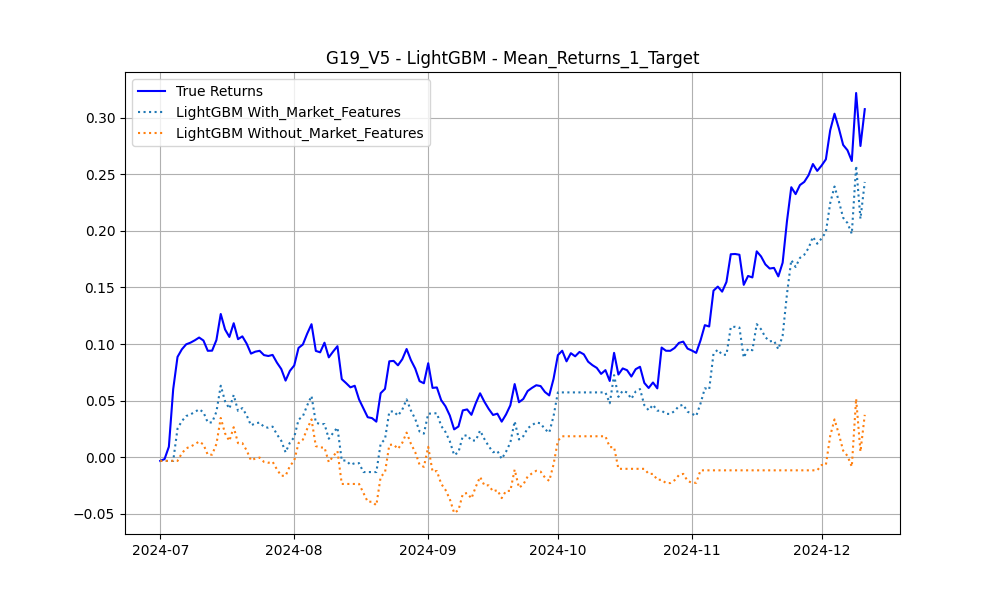 G19_V5 - LightGBM - Mean_Returns_1_Target
True Returns
LightGBM With_Market_Features
LightGBM Without_Market_Features
0.30
0.25
0.20
0.15
0.10
0.05
0.00
−0.05
2024-07 2024-08 2024-09 2024-10 2024-11 2024-12